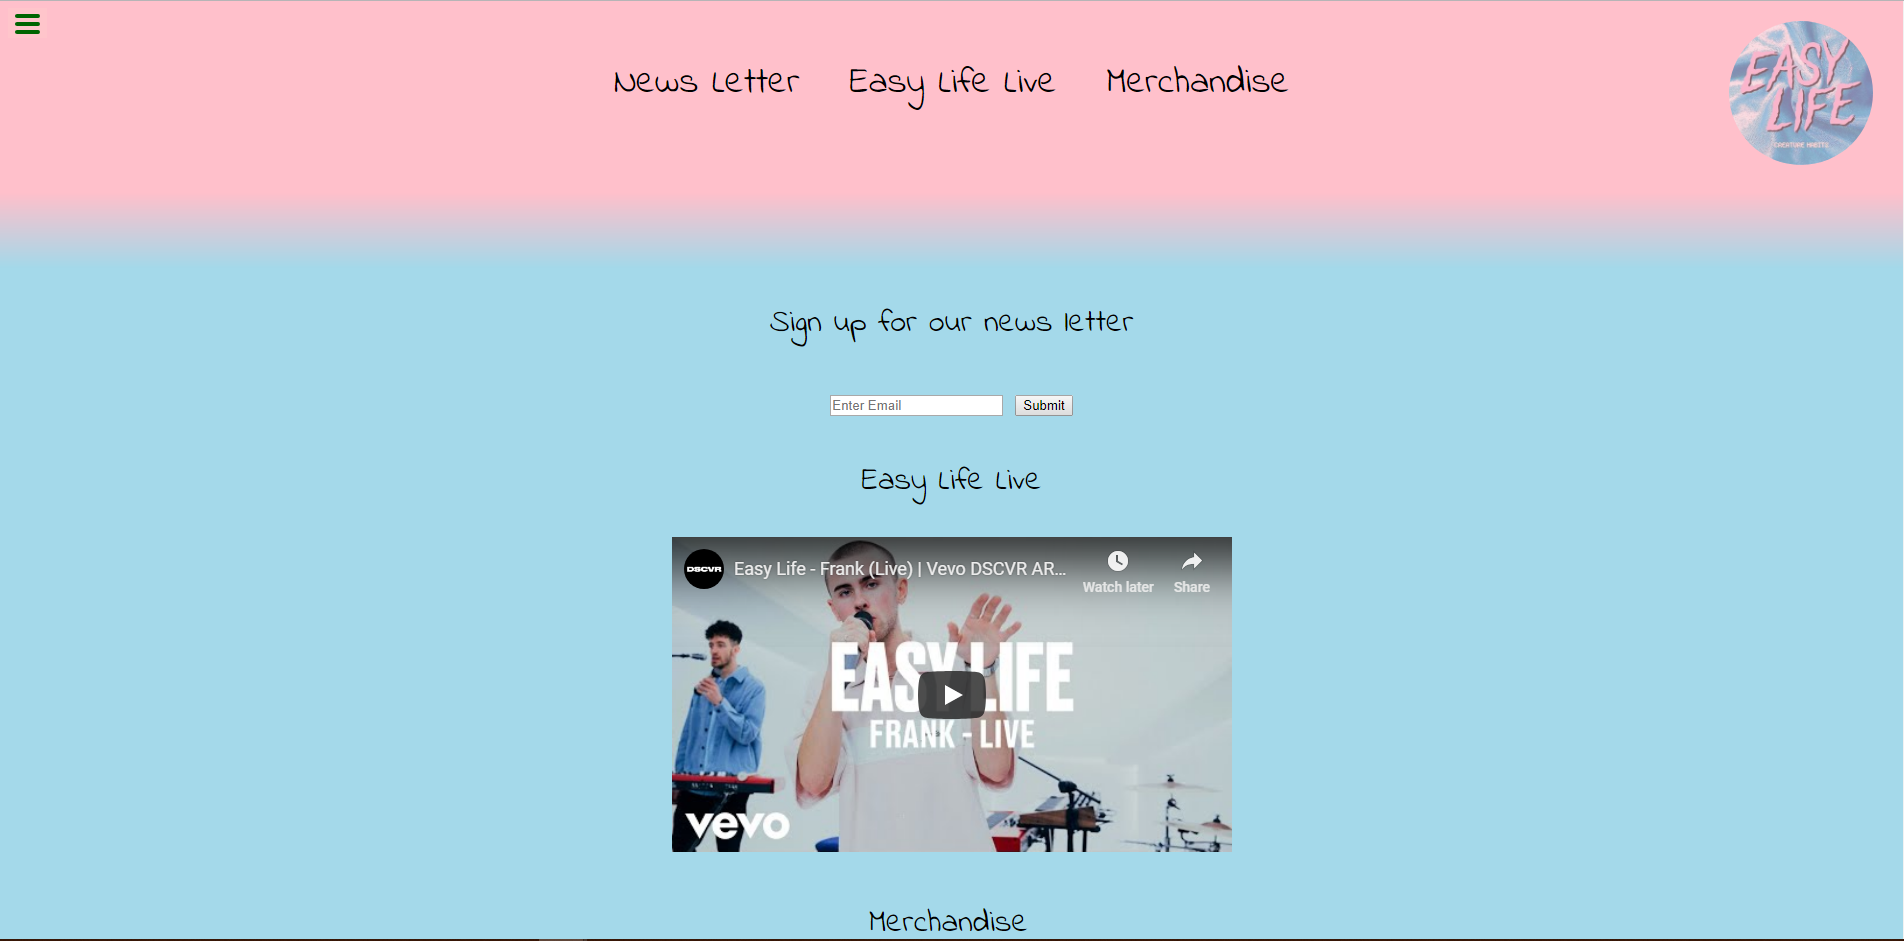 News Letter Easy Life Live Merchandise
EASY
LIFE
CREATURE HABITS
Sign up for our news letter
Enter Email Submit
Easy Life Live
DSCVR Easy Life - Frank (Live) | Vevo DSCVR AR... Watch later Share
EASY LIFE
FRANK - LIVE
vevo
Merchandise